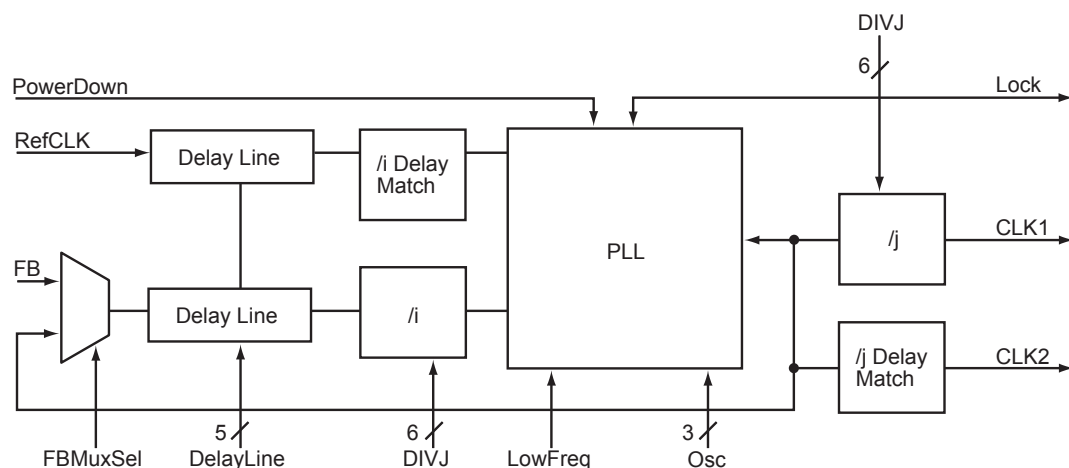 DIVJ
6
PowerDown
Lock
RefCLK
Delay Line
/i Delay
Match
PLL
/j
CLK1
FB
Delay Line
/i
/j Delay
Match
CLK2
5
6
3
FBMuxSel
DelayLine
DIVJ
LowFreq
Osc